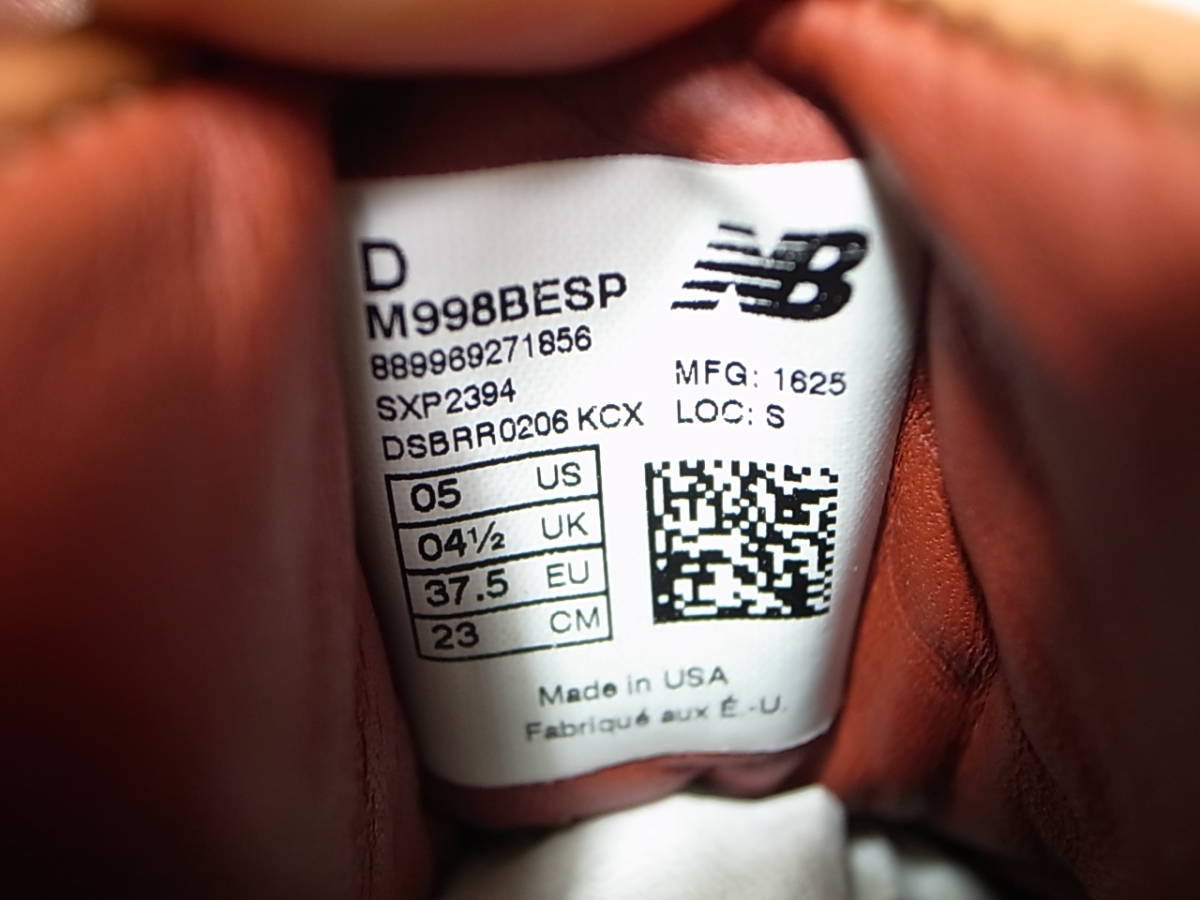 D
M998BESP
889969271856
SXP2394
DSBRR0206 KCX
NB
MFG: 1625
LOC: S
05 US
04½ UK
37.5 EU
23 CM
Made in USA
Fabriqué aux É.-U.